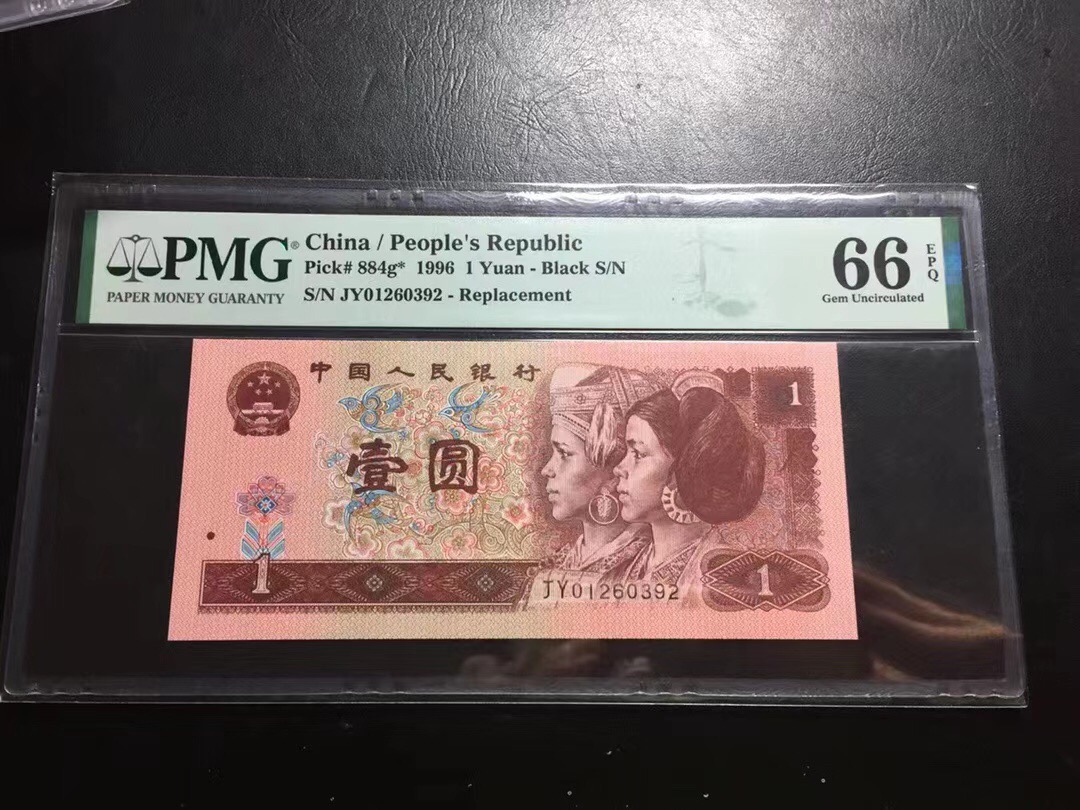 PMG®
PAPER MONEY GUARANTY
China / People's Republic
Pick# 884g* 1996 1 Yuan - Black S/N
S/N JY01260392 - Replacement
66
EPQ
Gem Uncirculated
中国人民银行
1
壹圆
1
JY01260392
1